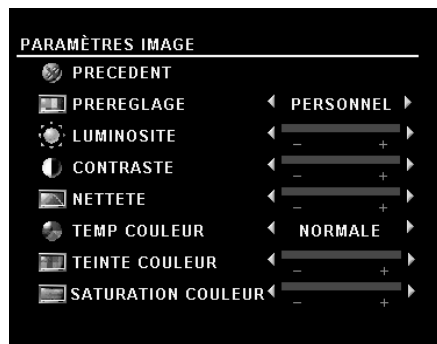 PARAMÈTRES IMAGE
PRECEDENT
PREREGLAGE PERSONNEL
LUMINOSITE
- +
CONTRASTE
- +
NETTETE
- +
TEMP COULEUR NORMALE
TEINTE COULEUR
- +
SATURATION COULEUR
- +